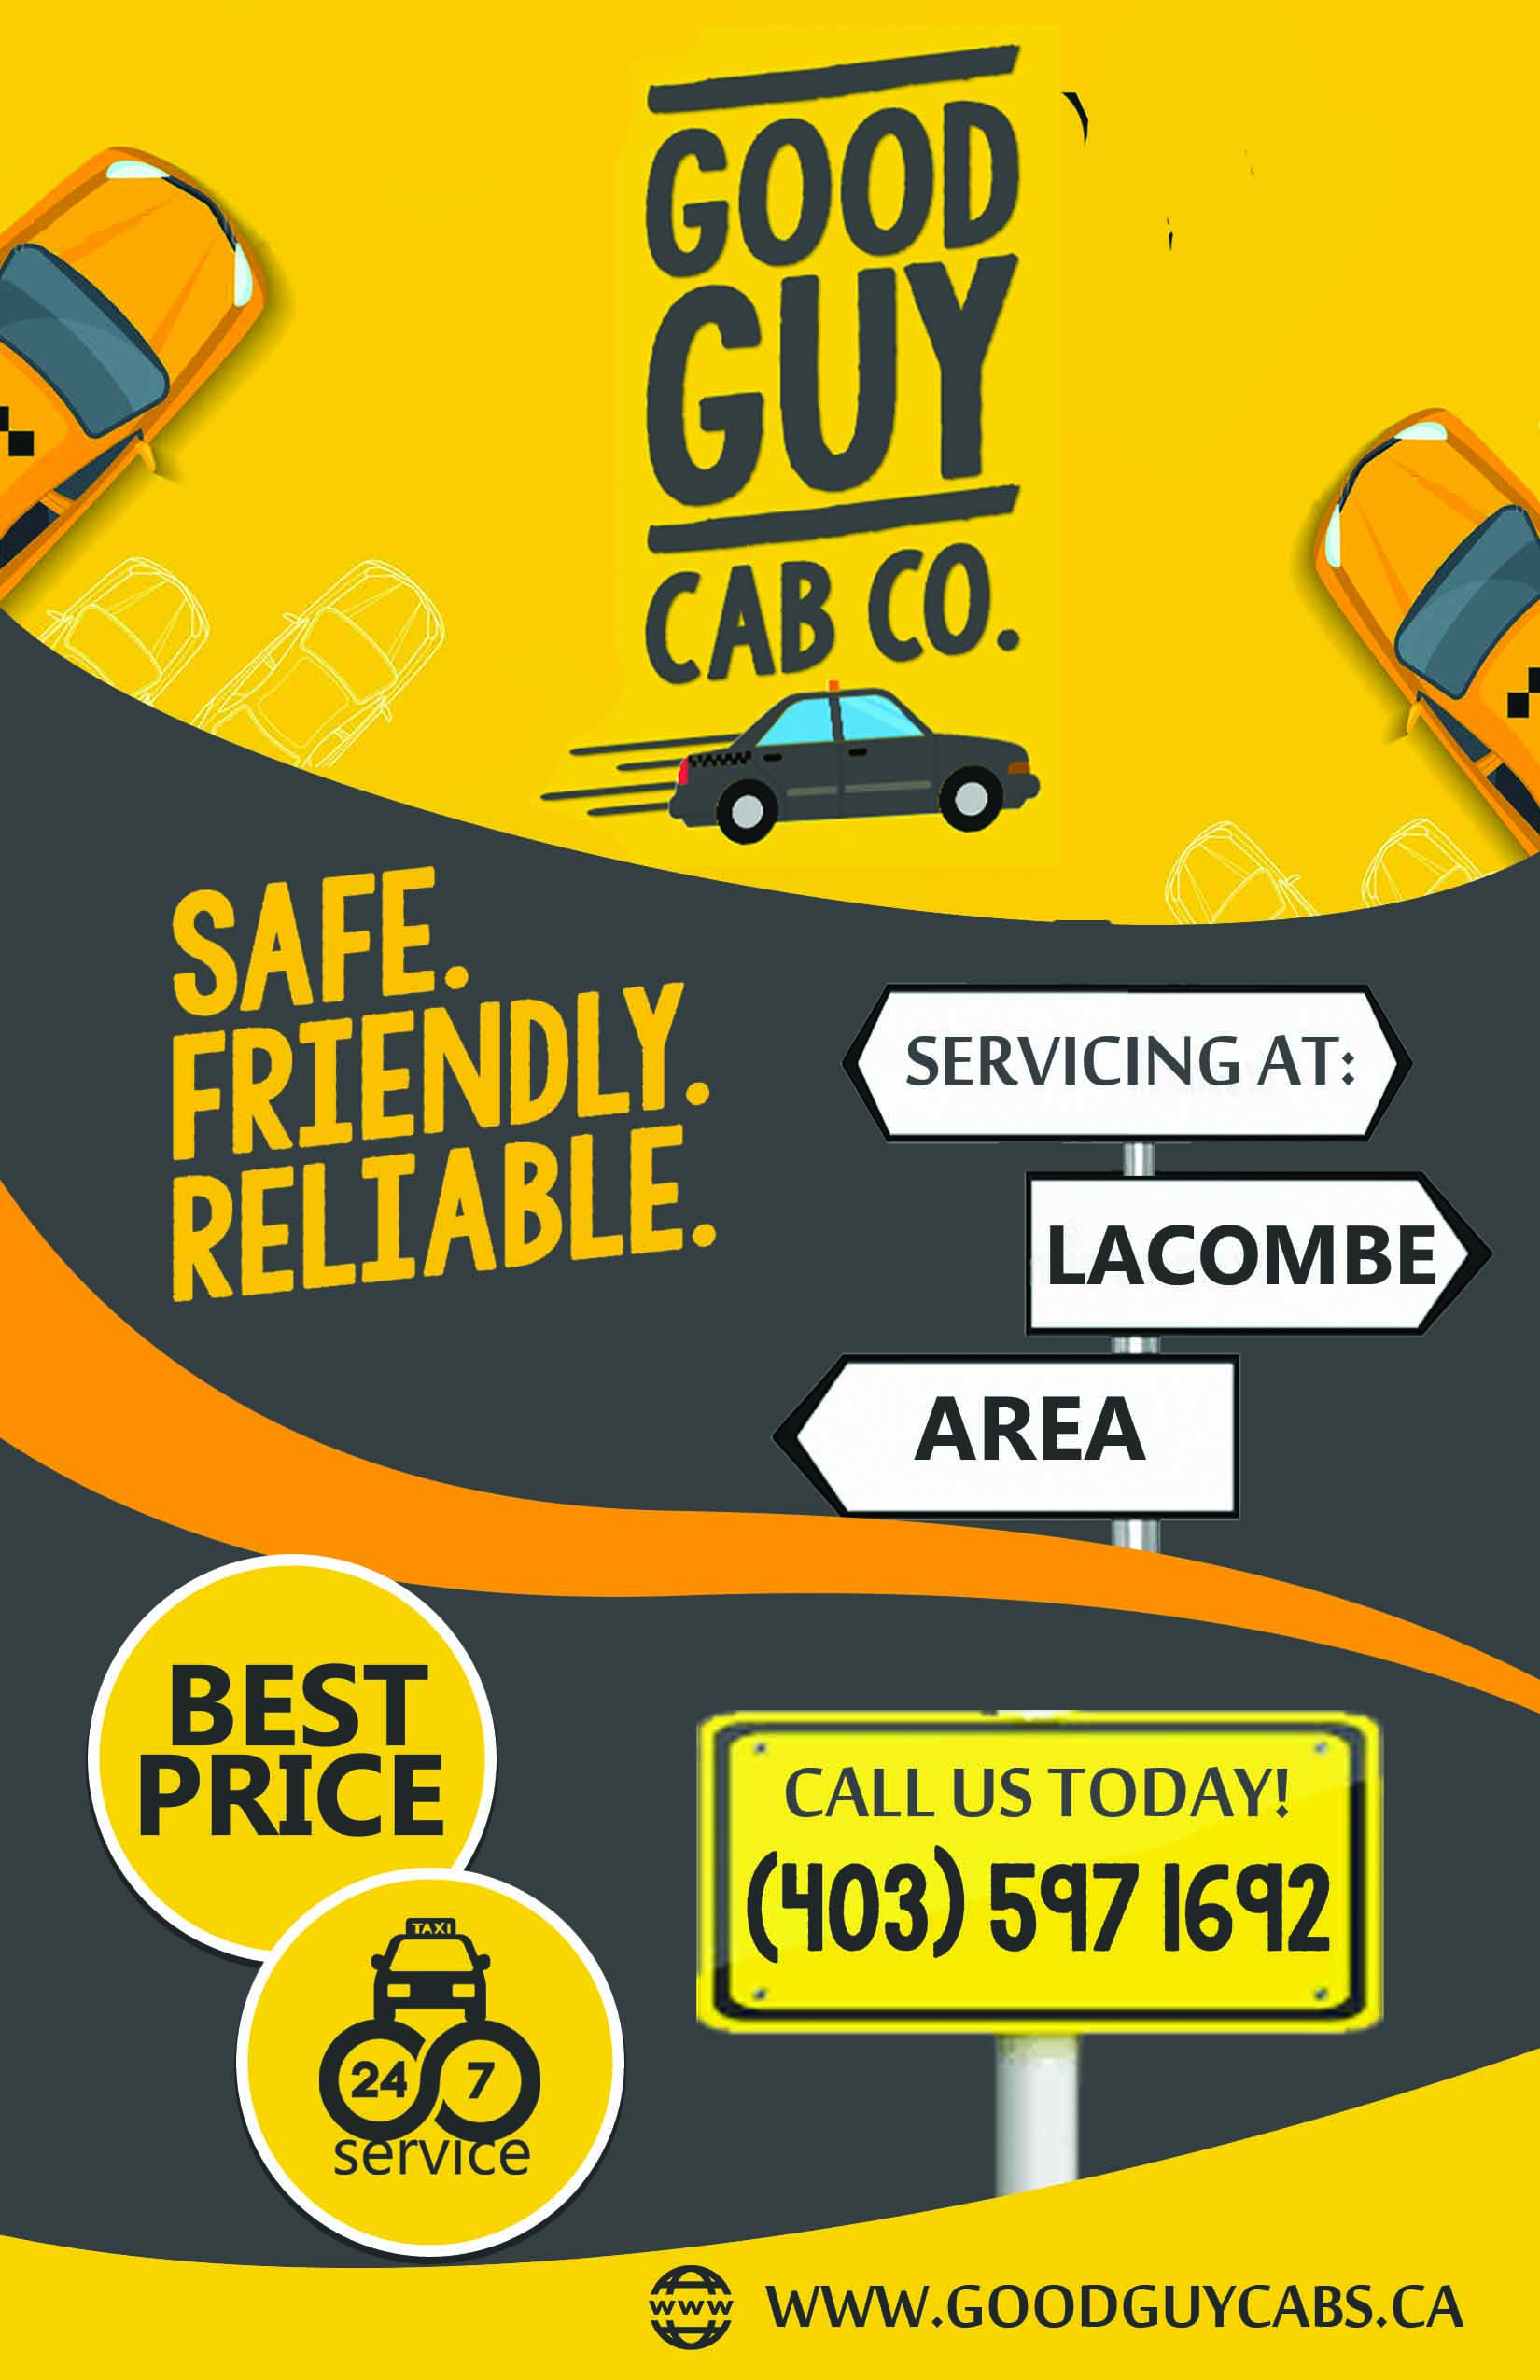 GOOD
GUY
CAB CO.
SAFE.
FRIENDLY.
RELIABLE.
SERVICING AT:
LACOMBE
AREA
BEST
PRICE
TAXI
24 7
service
CALL US TODAY!
(403) 597 1692
www
WWW.GOODGUYCABS.CA